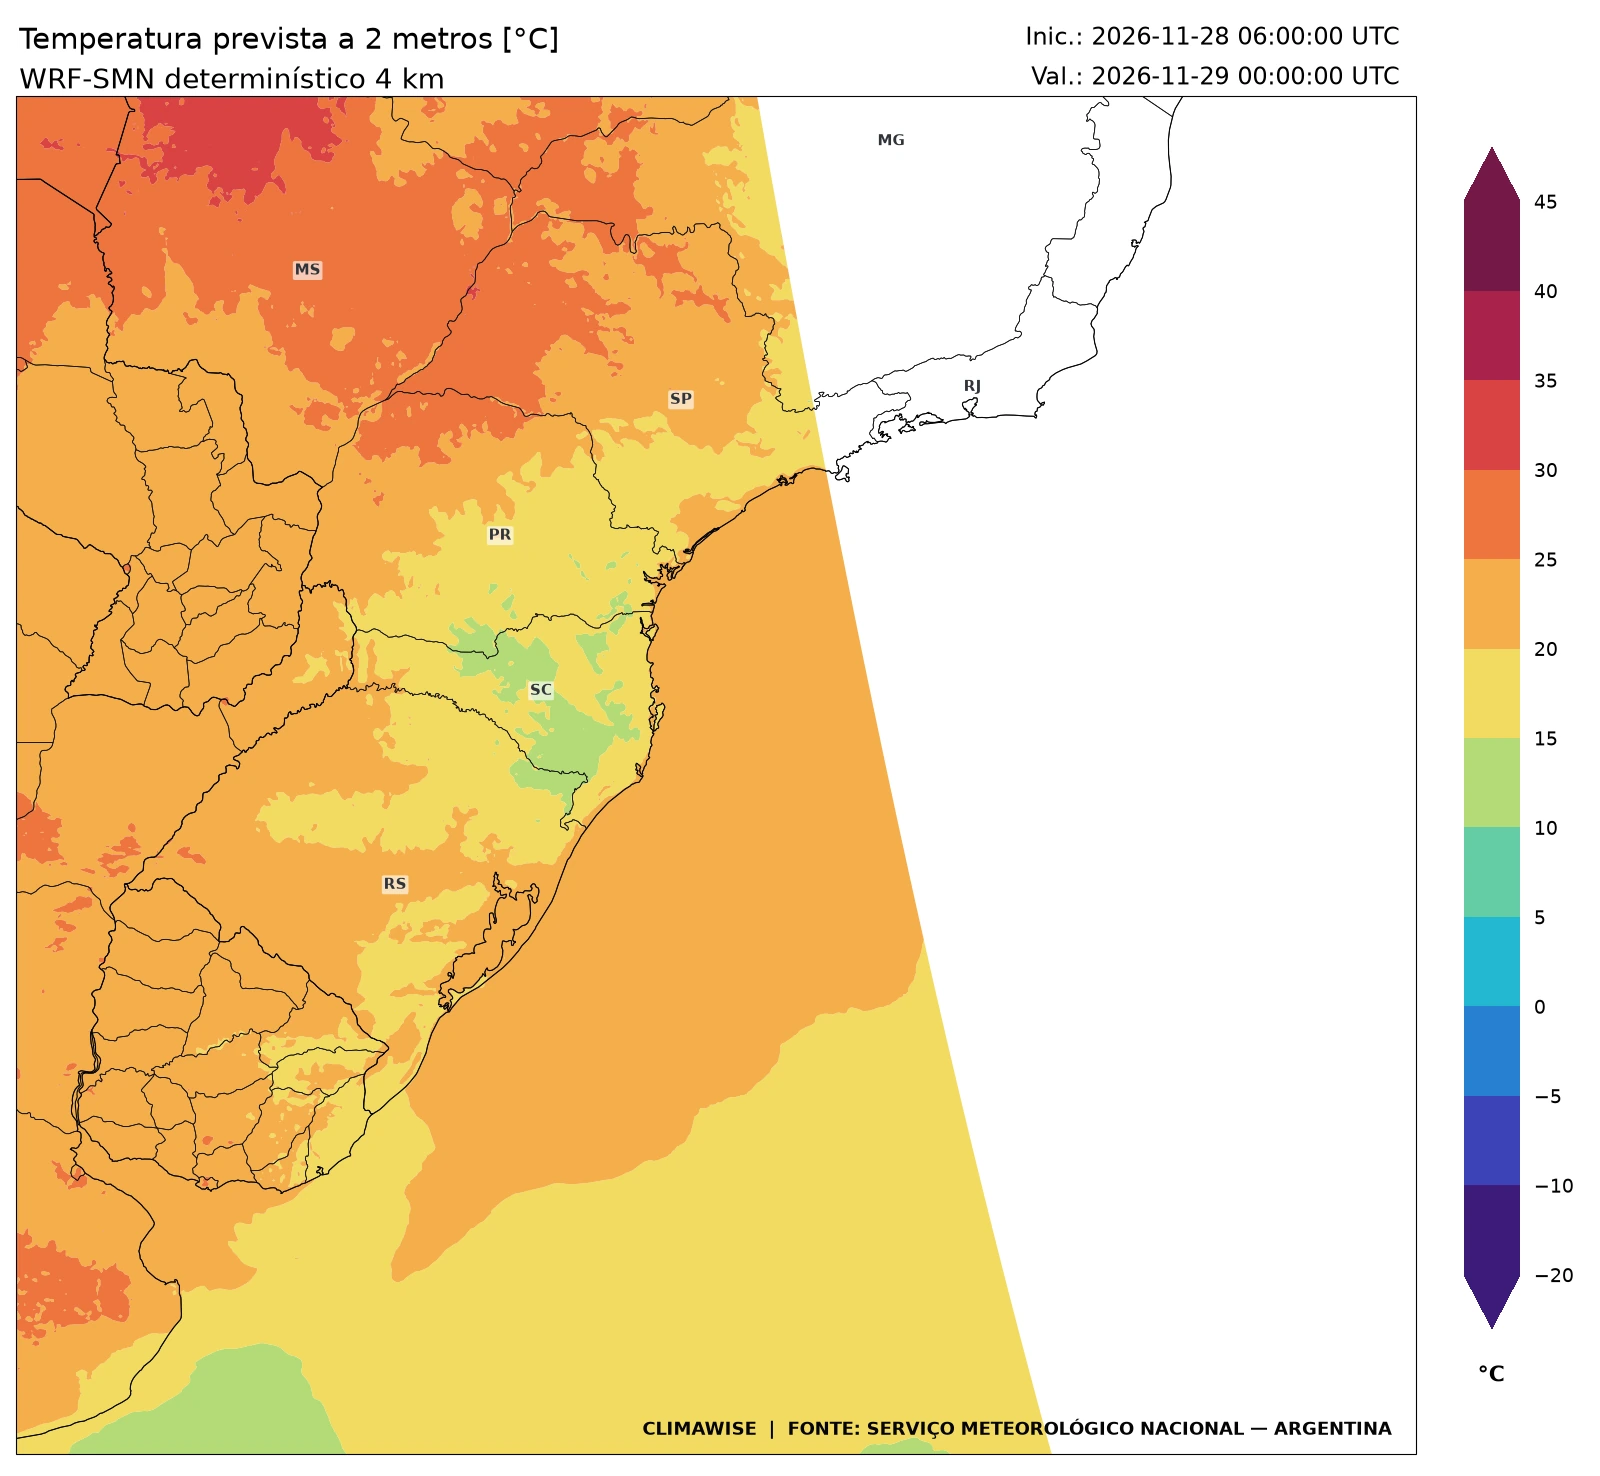 Temperatura prevista a 2 metros [°C]
WRF-SMN determinístico 4 km
Inic.: 2026-11-28 06:00:00 UTC
Val.: 2026-11-29 00:00:00 UTC
MG
MS
RJ
SP
PR
SC
RS
45
40
35
30
25
20
15
10
5
0
−5
−10
−20
°C
CLIMAWISE | FONTE: SERVIÇO METEOROLÓGICO NACIONAL — ARGENTINA